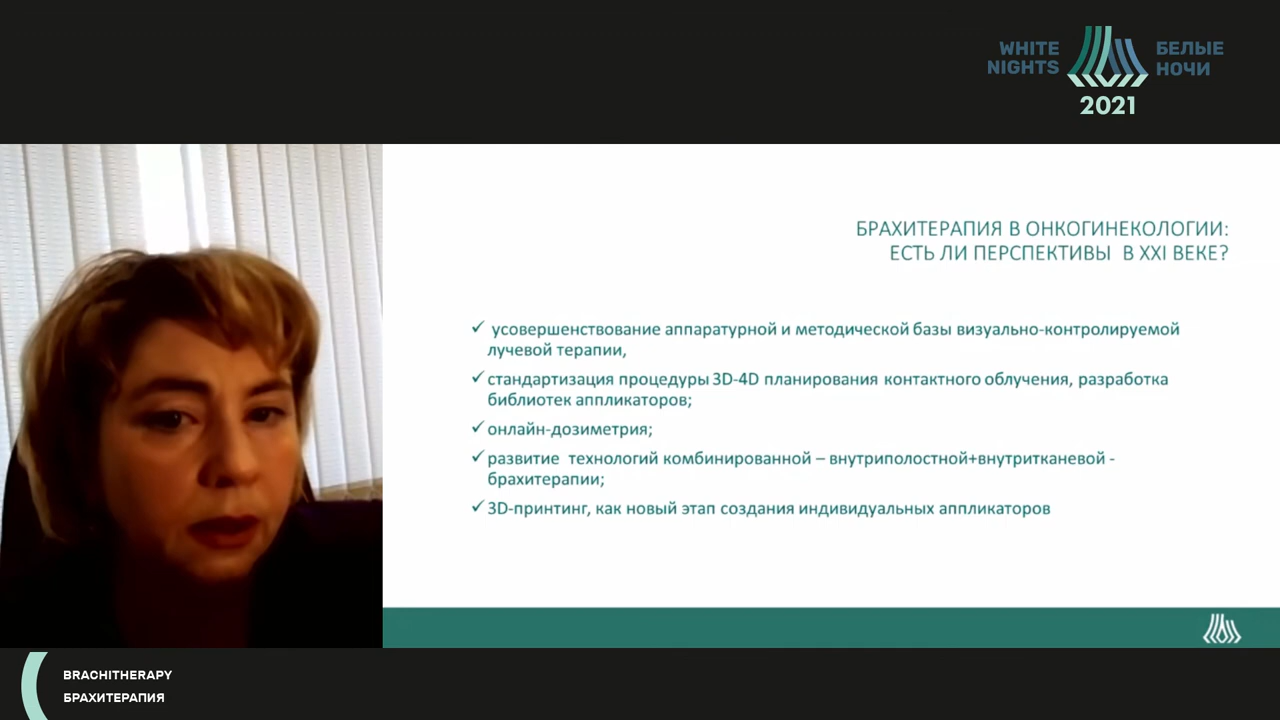 WHITE
NIGHTS
БЕЛЫЕ
НОЧИ
2021
БРАХИТЕРАПИЯ В ОНКОГИНЕКОЛОГИИ:
ЕСТЬ ЛИ ПЕРСПЕКТИВЫ В XXI ВЕКЕ?
✓ усовершенствование аппаратурной и методической базы визуально-контролируемой
лучевой терапии,
✓ стандартизация процедуры 3D-4D планирования контактного облучения, разработка
библиотек аппликаторов;
✓ онлайн-дозиметрия;
✓ развитие технологий комбинированной – внутриполостной+внутритканевой -
брахитерапии;
✓ 3D-принтинг, как новый этап создания индивидуальных аппликаторов
BRACHITHERAPY
БРАХИТЕРАПИЯ